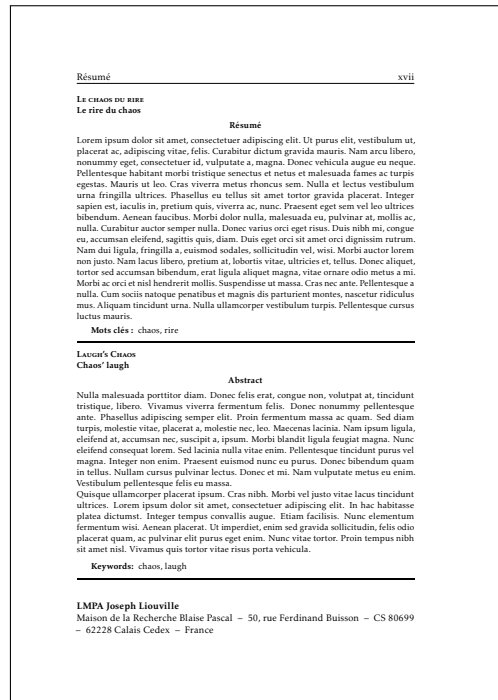 Résumé xvii
Le chaos du rire
Le rire du chaos
Résumé
Lorem ipsum dolor sit amet, consectetuer adipiscing elit. Ut purus elit, vestibulum ut,
placerat ac, adipiscing vitae, felis. Curabitur dictum gravida mauris. Nam arcu libero,
nonummy eget, consectetuer id, vulputate a, magna. Donec vehicula augue eu neque.
Pellentesque habitant morbi tristique senectus et netus et malesuada fames ac turpis
egestas. Mauris ut leo. Cras viverra metus rhoncus sem. Nulla et lectus vestibulum
urna fringilla ultrices. Phasellus eu tellus sit amet tortor gravida placerat. Integer
sapien est, iaculis in, pretium quis, viverra ac, nunc. Praesent eget sem vel leo ultrices
bibendum. Aenean faucibus. Morbi dolor nulla, malesuada eu, pulvinar at, mollis ac,
nulla. Curabitur auctor semper nulla. Donec varius orci eget risus. Duis nibh mi, congue
eu, accumsan eleifend, sagittis quis, diam. Duis eget orci sit amet orci dignissim rutrum.
Nam dui ligula, fringilla a, euismod sodales, sollicitudin vel, wisi. Morbi auctor lorem
non justo. Nam lacus libero, pretium at, lobortis vitae, ultricies et, tellus. Donec aliquet,
tortor sed accumsan bibendum, erat ligula aliquet magna, vitae ornare odio metus a mi.
Morbi ac orci et nisl hendrerit mollis. Suspendisse ut massa. Cras nec ante. Pellentesque a
nulla. Cum sociis natoque penatibus et magnis dis parturient montes, nascetur ridiculus
mus. Aliquam tincidunt urna. Nulla ullamcorper vestibulum turpis. Pellentesque cursus
luctus mauris.
Mots clés : chaos, rire
Laugh's Chaos
Chaos' laugh
Abstract
Nulla malesuada porttitor diam. Donec felis erat, congue non, volutpat at, tincidunt
tristique, libero. Vivamus viverra fermentum felis. Donec nonummy pellentesque
ante. Phasellus adipiscing semper elit. Proin fermentum massa ac quam. Sed diam
turpis, molestie vitae, placerat a, molestie nec, leo. Maecenas lacinia. Nam ipsum ligula,
eleifend at, accumsan nec, suscipit a, ipsum. Morbi blandit ligula feugiat magna. Nunc
eleifend consequat lorem. Sed lacinia nulla vitae enim. Pellentesque tincidunt purus vel
magna. Integer non enim. Praesent euismod nunc eu purus. Donec bibendum quam
in tellus. Nullam cursus pulvinar lectus. Donec et mi. Nam vulputate metus eu enim.
Vestibulum pellentesque felis eu massa.
Quisque ullamcorper placerat ipsum. Cras nibh. Morbi vel justo vitae lacus tincidunt
ultrices. Lorem ipsum dolor sit amet, consectetuer adipiscing elit. In hac habitasse
platea dictumst. Integer tempus convallis augue. Etiam facilisis. Nunc elementum
fermentum wisi. Aenean placerat. Ut imperdiet, enim sed gravida sollicitudin, felis odio
placerat quam, ac pulvinar elit purus eget enim. Nunc vitae tortor. Proin tempus nibh
sit amet nisl. Vivamus quis tortor vitae risus porta vehicula.
Keywords: chaos, laugh
LMPA Joseph Liouville
Maison de la Recherche Blaise Pascal – 50, rue Ferdinand Buisson – CS 80699
– 62228 Calais Cedex – France